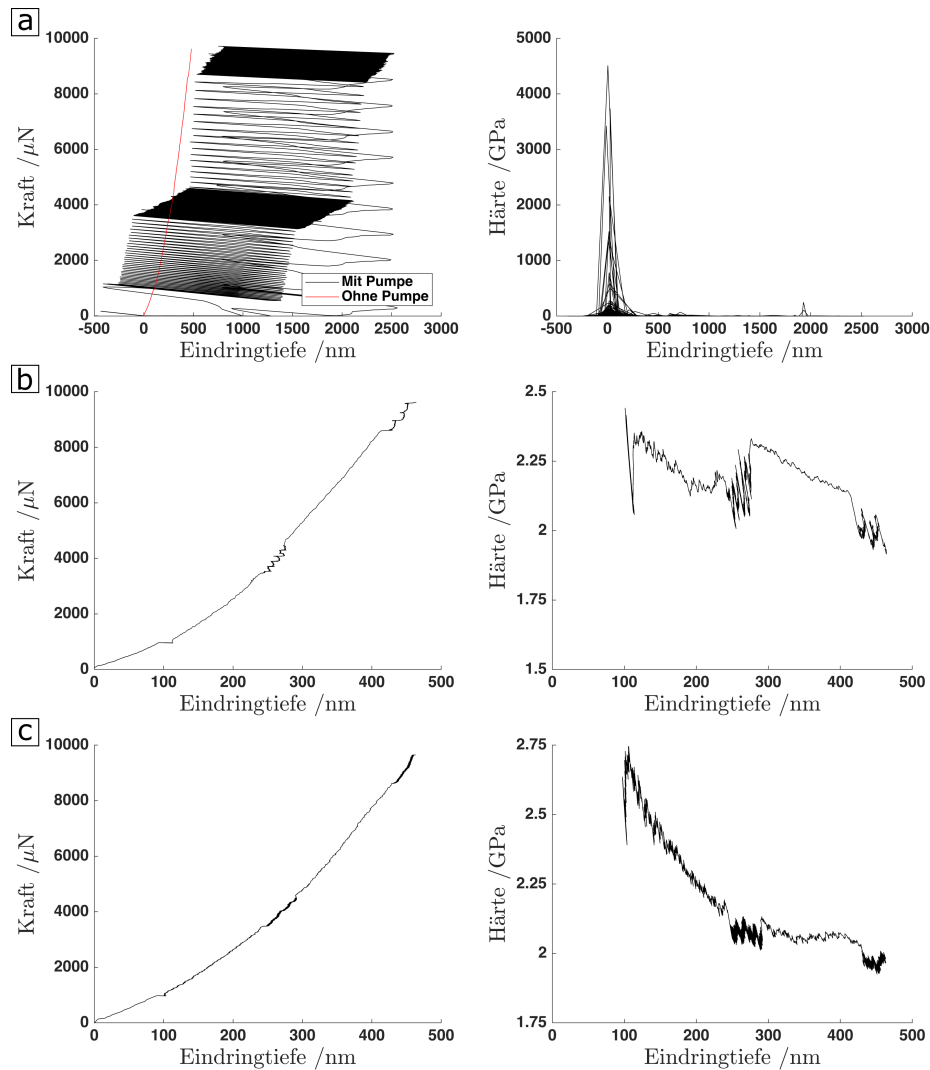 a
Kraft /μN
10000
8000
6000
4000
2000
0
-500 0 500 1000 1500 2000 2500 3000
Eindringtiefe /nm
Mit Pumpe
Ohne Pumpe
Härte /GPa
5000
4000
3000
2000
1000
0
-500 0 500 1000 1500 2000 2500 3000
Eindringtiefe /nm
b
Kraft /μN
10000
8000
6000
4000
2000
0
0 100 200 300 400 500
Eindringtiefe /nm
Härte /GPa
2.5
2.25
2
1.75
1.5
0 100 200 300 400 500
Eindringtiefe /nm
c
Kraft /μN
10000
8000
6000
4000
2000
0
0 100 200 300 400 500
Eindringtiefe /nm
Härte /GPa
2.75
2.5
2.25
2
1.75
0 100 200 300 400 500
Eindringtiefe /nm